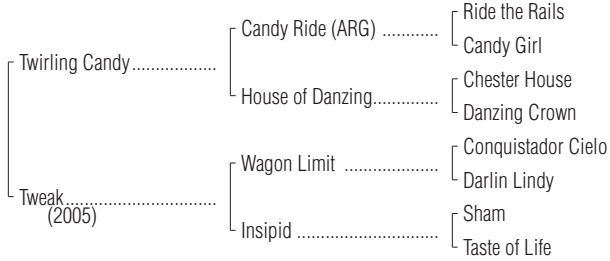 Ride the Rails
Candy Ride (ARG) ............
Candy Girl
Twirling Candy..................
Chester House
House of Danzing..............
Danzing Crown
Conquistador Cielo
Wagon Limit ....................
Darlin Lindy
Tweak................................
(2005)
Sham
Insipid ..............................
Taste of Life